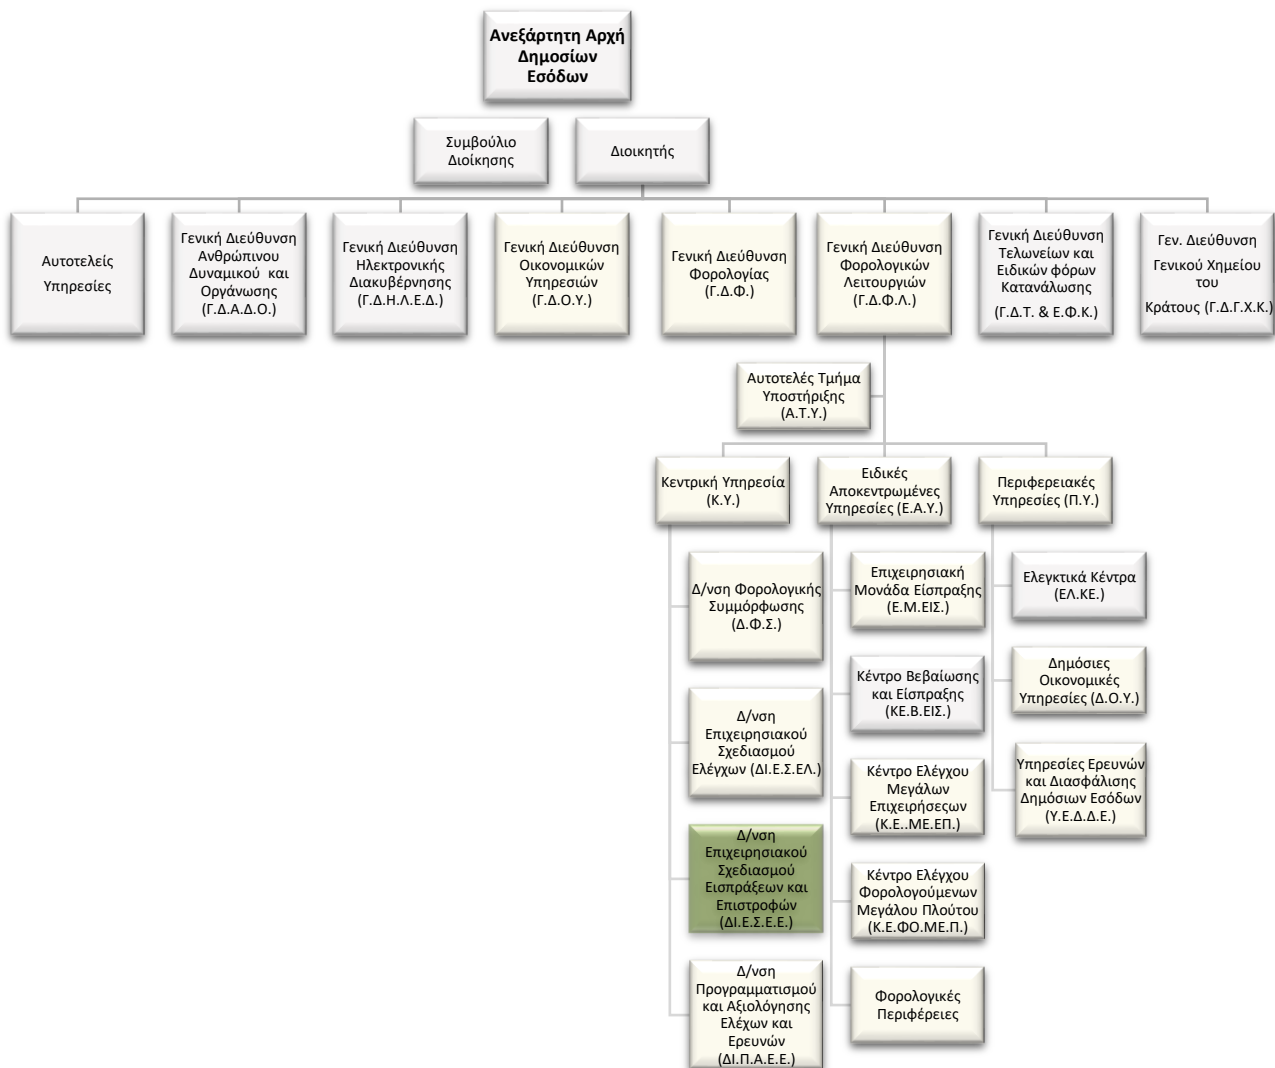 Ανεξάρτητη Αρχή
Δημοσίων
Εσόδων
Συμβούλιο
Διοίκησης
Διοικητής
Αυτοτελείς
Υπηρεσίες
Γενική Διεύθυνση
Ανθρώπινου
Δυναμικού και
Οργάνωσης
(Γ.Δ.Α.Δ.Ο.)
Γενική Διεύθυνση
Ηλεκτρονικής
Διακυβέρνησης
(Γ.Δ.Η.Λ.Ε.Δ.)
Γενική Διεύθυνση
Οικονομικών
Υπηρεσιών
(Γ.Δ.Ο.Υ.)
Γενική Διεύθυνση
Φορολογίας
(Γ.Δ.Φ.)
Γενική Διεύθυνση
Φορολογικών
Λειτουργιών
(Γ.Δ.Φ.Λ.)
Γενική Διεύθυνση
Τελωνείων και
Ειδικών φόρων
Κατανάλωσης
(Γ.Δ.Τ. & Ε.Φ.Κ.)
Γεν. Διεύθυνση
Γενικού Χημείου
του
Κράτους (Γ.Δ.Γ.Χ.Κ.)
Αυτοτελές Τμήμα
Υποστήριξης
(Α.Τ.Υ.)
Κεντρική Υπηρεσία
(Κ.Υ.)
Δ/νση Φορολογικής
Συμμόρφωσης
(Δ.Φ.Σ.)
Δ/νση
Επιχειρησιακού
Σχεδιασμού
Ελέγχων (ΔΙ.Ε.Σ.ΕΛ.)
Δ/νση
Επιχειρησιακού
Σχεδιασμού
Εισπράξεων και
Επιστροφών
(ΔΙ.Ε.Σ.Ε.Ε.)
Δ/νση
Προγραμματισμού
και Αξιολόγησης
Ελέχων και
Ερευνών
(ΔΙ.Π.Α.Ε.Ε.)
Ειδικές
Αποκεντρωμένες
Υπηρεσίες (Ε.Α.Υ.)
Επιχειρησιακή
Μονάδα Είσπραξης
(Ε.Μ.ΕΙΣ.)
Κέντρο Βεβαίωσης
και Είσπραξης
(ΚΕ.Β.ΕΙΣ.)
Κέντρο Ελέγχου
Μεγάλων
Επιχειρήσεςων
(Κ.Ε..ΜΕ.ΕΠ.)
Κέντρο Ελέγχου
Φορολογούμενων
Μεγάλου Πλούτου
(Κ.Ε.ΦΟ.ΜΕ.Π.)
Φορολογικές
Περιφέρειες
Περιφερειακές
Υπηρεσίες (Π.Υ.)
Ελεγκτικά Κέντρα
(ΕΛ.ΚΕ.)
Δημόσιες
Οικονομικές
Υπηρεσίες (Δ.Ο.Υ.)
Υπηρεσίες Ερευνών
και Διασφάλισης
Δημόσιων Εσόδων
(Υ.Ε.Δ.Δ.Ε.)